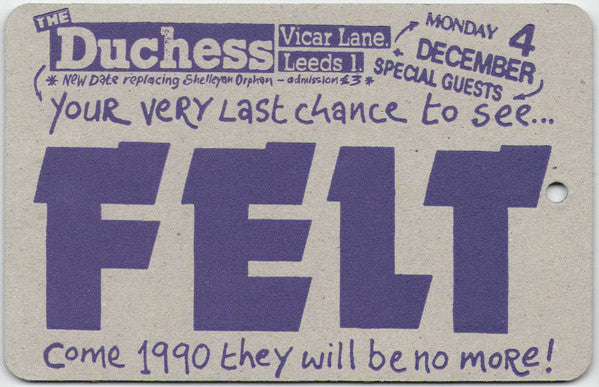 THE
Duchess
Vicar Lane.
Leeds 1.
MONDAY 4
DECEMBER
+ SPECIAL GUESTS
* NEW Date replacing Shelleyan Orphan - admission £3 *
YOUR VERY LAST CHANCE to see...
FELT
Come 1990 they will be no more!